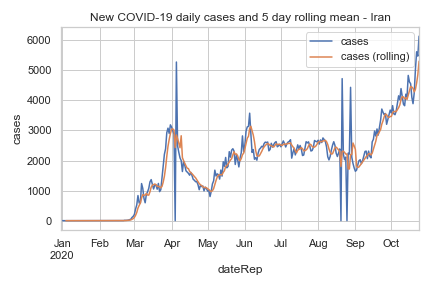 New COVID-19 daily cases and 5 day rolling mean - Iran
cases
cases (rolling)
6000
5000
4000
3000
2000
1000
0
cases
Jan Feb Mar Apr May Jun Jul Aug Sep Oct
2020
dateRep